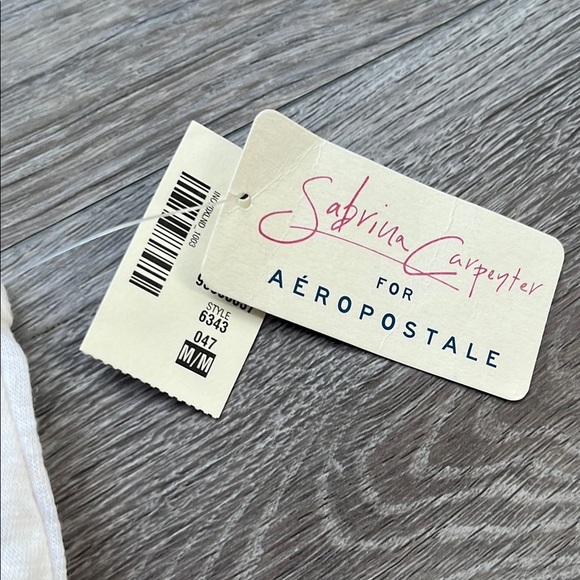 Sabrina Carpenter
FOR
AÉROPOSTALE
STYLE
6343
047
M/M